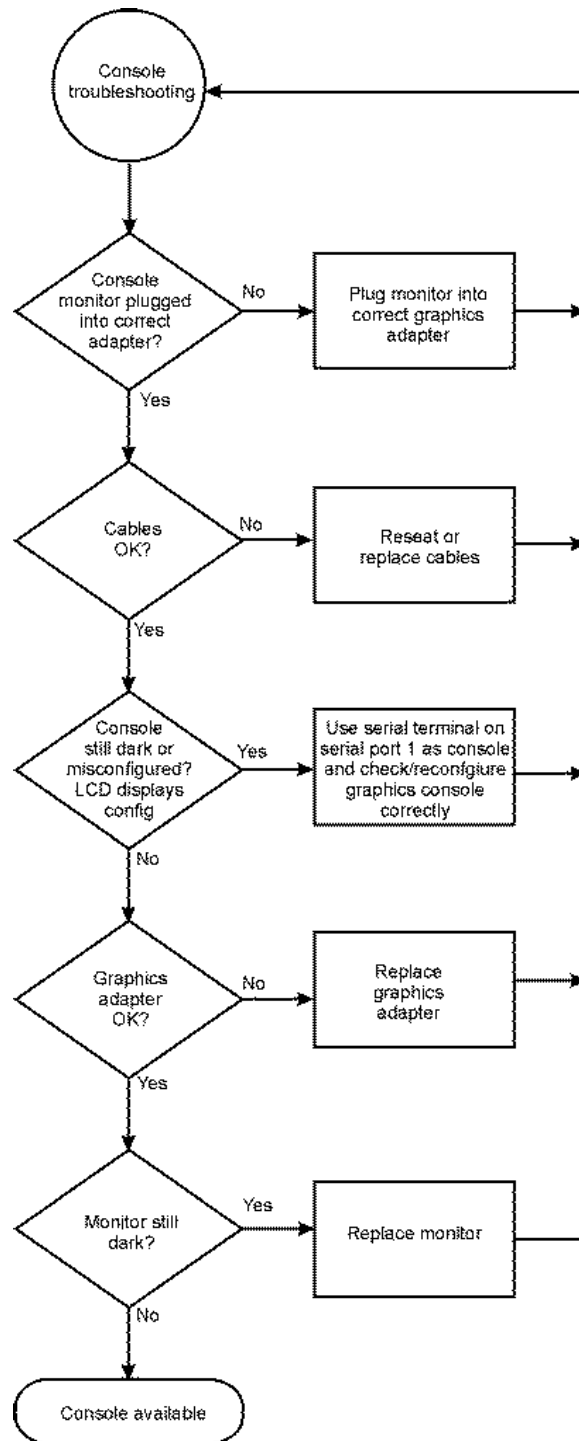 Console
troubleshooting
Console
monitor plugged
into correct
adapter?
No
Plug monitor into
correct graphics
adapter
Yes
Cables
OK?
No
Reseat or
replace cables
Yes
Console
still dark or
misconfigured?
LCD displays
config
Yes
Use serial terminal on
serial port 1 as console
and check/reconfgiure
graphics console
correctly
No
Graphics
adapter
OK?
No
Replace
graphics
adapter
Yes
Monitor still
dark?
Yes
Replace monitor
No
Console available